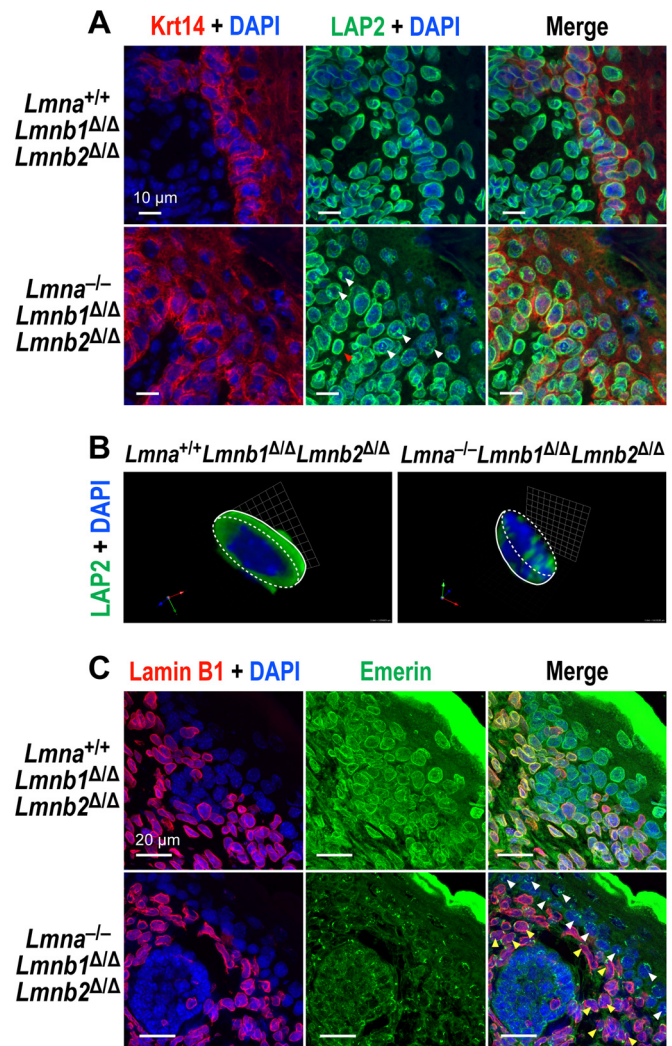 A
Krt14 + DAPI
LAP2 + DAPI
Merge
Lmna+/+
Lmnb1Δ/Δ
Lmnb2Δ/Δ
10 µm
Lmna–/–
Lmnb1Δ/Δ
Lmnb2Δ/Δ
B
Lmna+/+Lmnb1Δ/ΔLmnb2Δ/Δ
Lmna–/–Lmnb1Δ/ΔLmnb2Δ/Δ
LAP2 + DAPI
C
Lamin B1 + DAPI
Emerin
Merge
Lmna+/+
Lmnb1Δ/Δ
Lmnb2Δ/Δ
20 µm
Lmna–/–
Lmnb1Δ/Δ
Lmnb2Δ/Δ